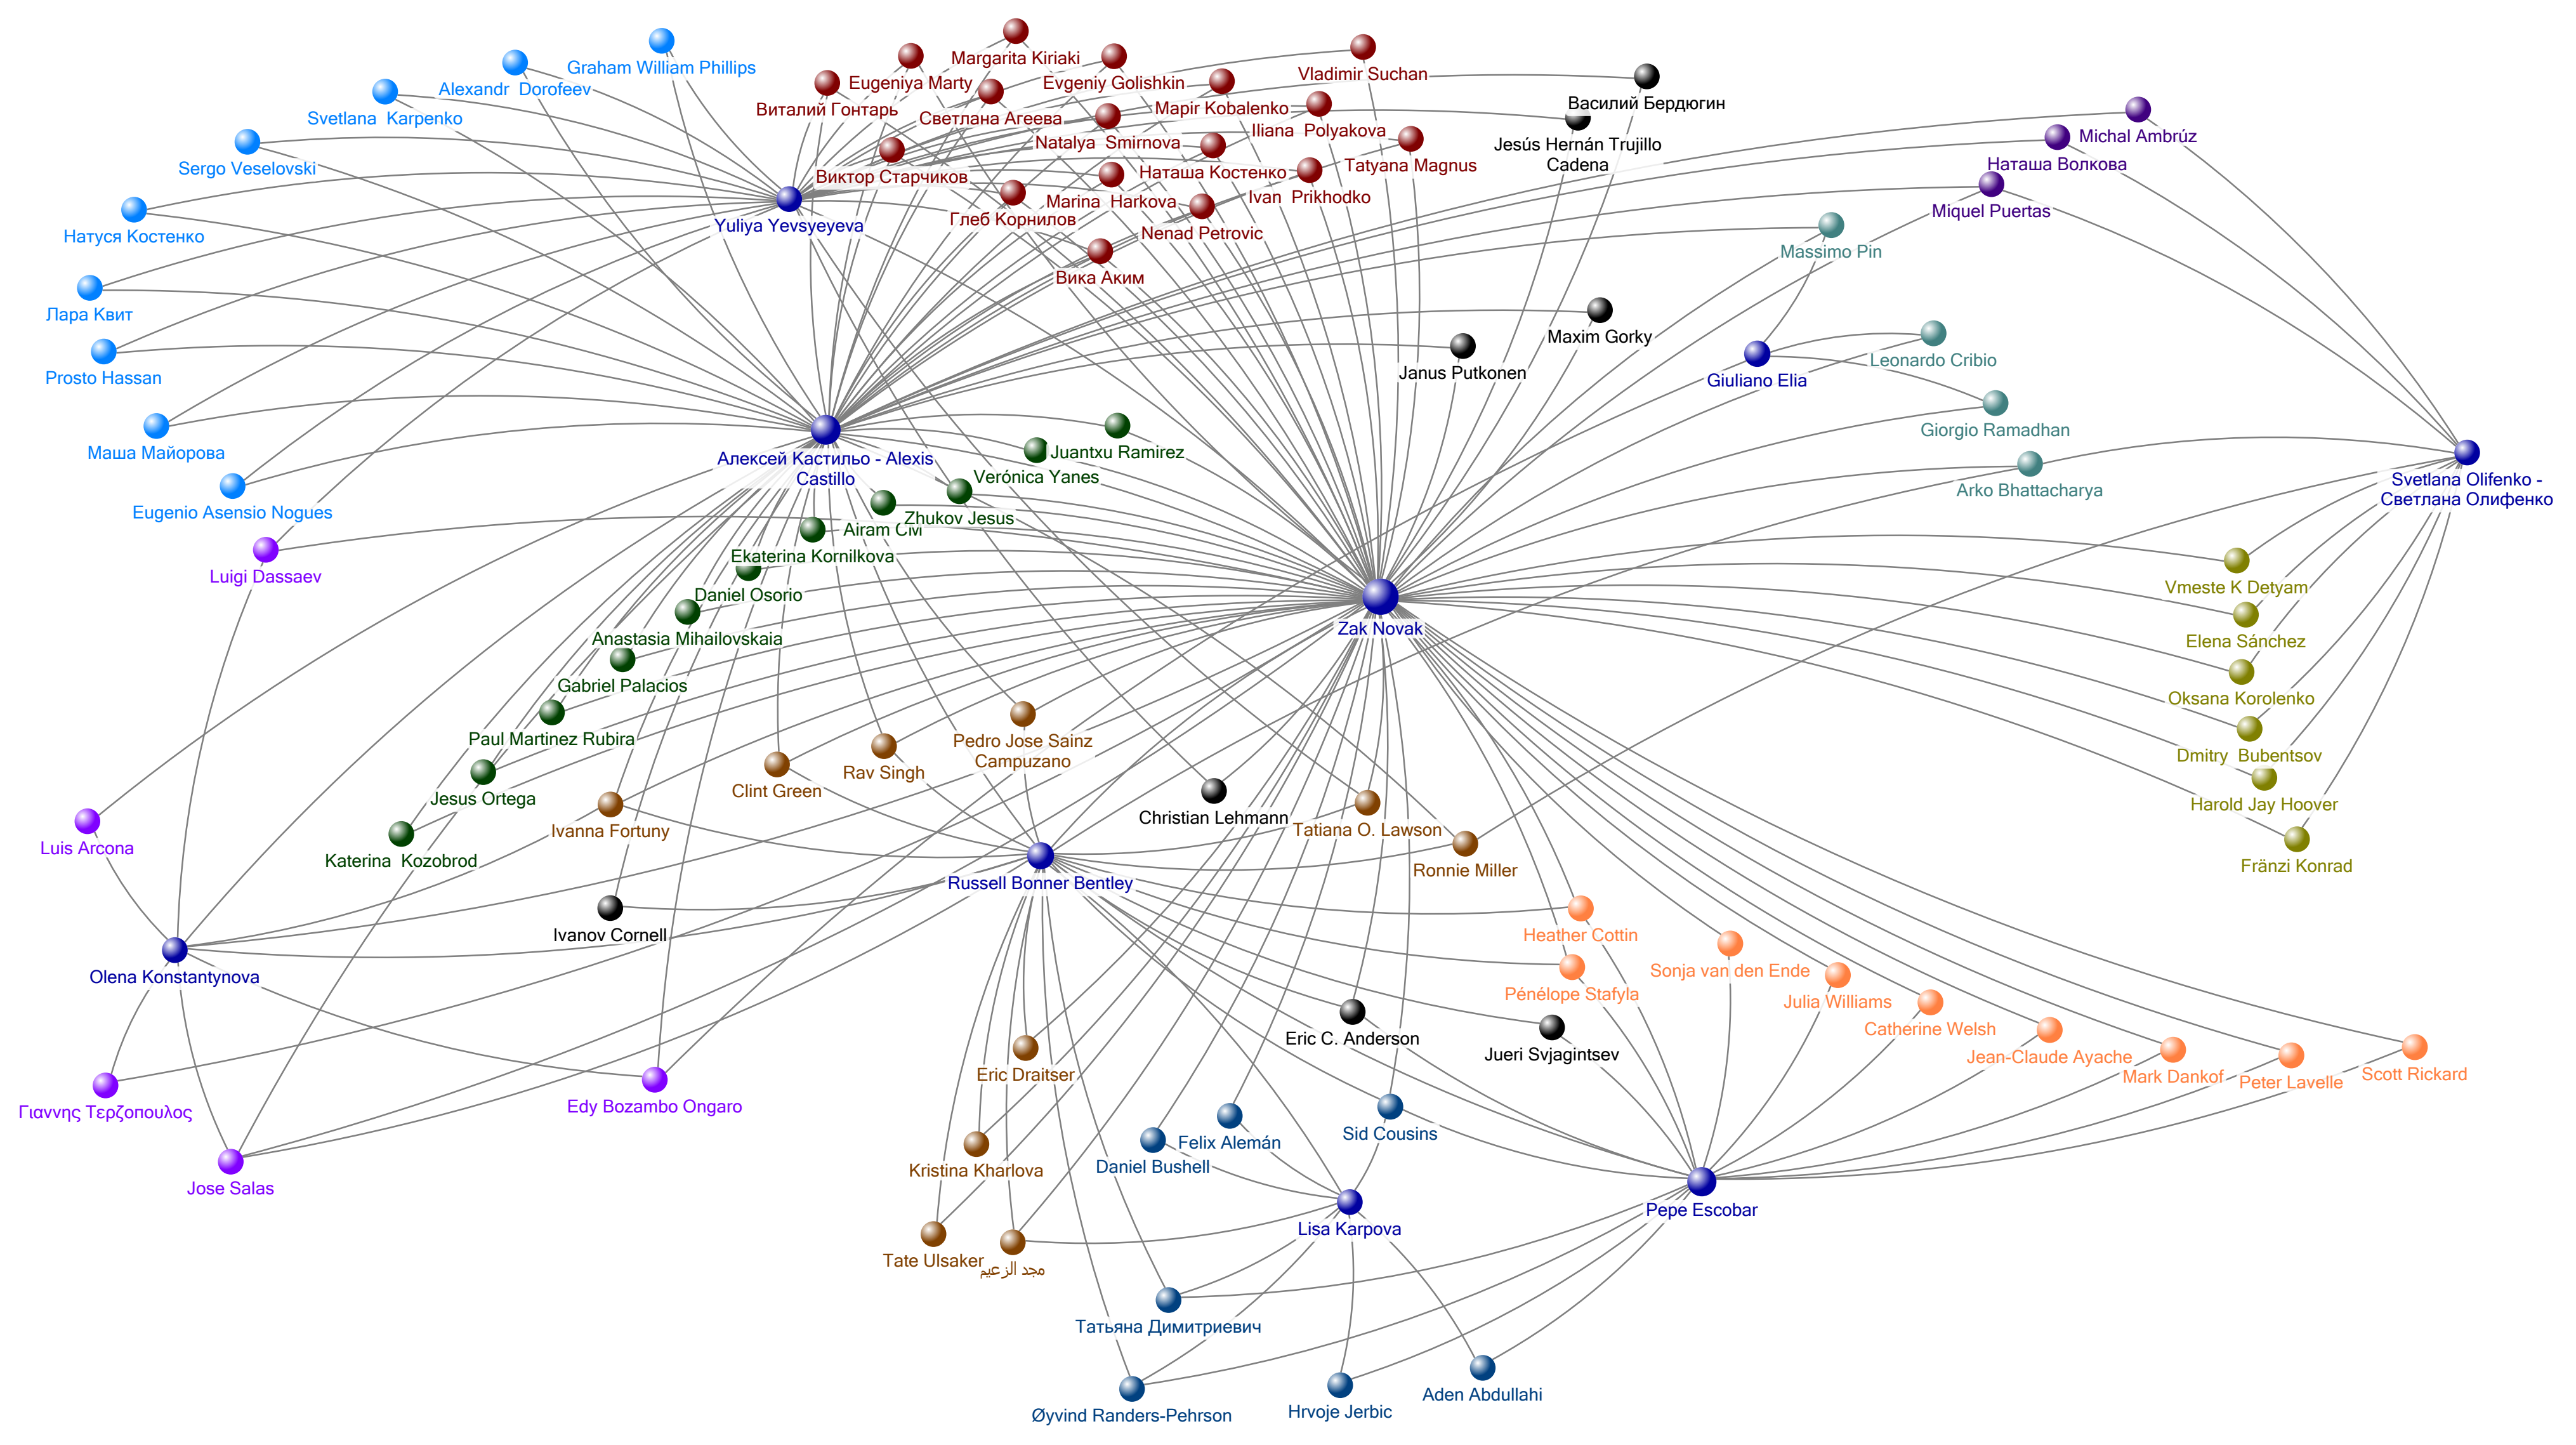 Graham William Phillips
Alexandr  Dorofeev
Svetlana  Karpenko
Sergo Veselovski
Натуся Костенко
Лара Квит
Prosto Hassan
Маша Майорова
Eugenio Asensio Nogues
Luigi Dassaev
Margarita Kiriaki
Eugeniya Marty
Evgeniy Golishkin
Vladimir Suchan
Виталий Гонтарь
Светлана Агеева
Mapir Kobalenko
Iliana  Polyakova
Natalya  Smirnova
Tatyana Magnus
Виктор Старчиков
Наташа Костенко
Marina  Harkova
Ivan  Prikhodko
Глеб Корнилов
Nenad Petrovic
Вика Аким
Yuliya Yevsyeyeva
Василий Бердюгин
Jesús Hernán Trujillo
Cadena
Michal Ambrúz
Наташа Волкова
Miquel Puertas
Massimo Pin
Maxim Gorky
Janus Putkonen
Giuliano Elia
Leonardo Cribio
Giorgio Ramadhan
Arko Bhattacharya
Svetlana Olifenko -
Светлана Олифенко
Алексей Кастильо - Alexis
Castillo
Juantxu Ramirez
Verónica Yanes
Zhukov Jesus
Airam CM
Ekaterina Kornilkova
Daniel Osorio
Anastasia Mihailovskaia
Gabriel Palacios
Paul Martinez Rubira
Jesus Ortega
Katerina  Kozobrod
Zak Novak
Vmeste K Detyam
Elena Sánchez
Oksana Korolenko
Dmitry  Bubentsov
Harold Jay Hoover
Fränzi Konrad
Pedro Jose Sainz
Campuzano
Rav Singh
Clint Green
Ivanna Fortuny
Christian Lehmann
Tatiana O. Lawson
Ronnie Miller
Luis Arcona
Russell Bonner Bentley
Ivanov Cornell
Olena Konstantynova
Heather Cottin
Pénélope Stafyla
Sonja van den Ende
Julia Williams
Catherine Welsh
Jean-Claude Ayache
Mark Dankof
Peter Lavelle
Scott Rickard
Eric C. Anderson
Jueri Svjagintsev
Γιαννης Τερζοπουλος
Edy Bozambo Ongaro
Jose Salas
Eric Draitser
Kristina Kharlova
Tate Ulsaker
مجد الزعيم
Felix Alemán
Daniel Bushell
Sid Cousins
Lisa Karpova
Pepe Escobar
Татьяна Димитриевич
Øyvind Randers-Pehrson
Hrvoje Jerbic
Aden Abdullahi